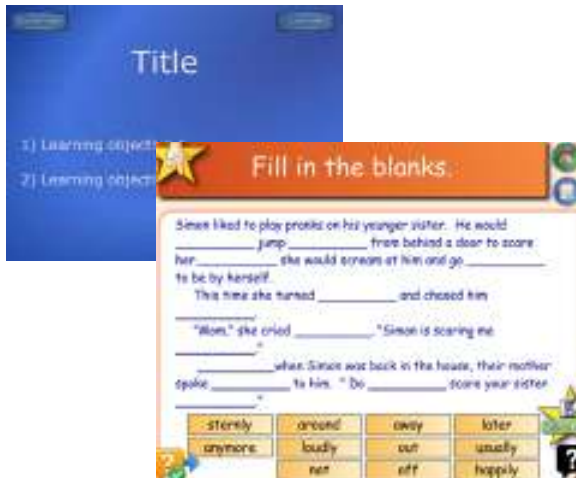 Title
1) Learning objective
2) Learning objecti
Fill in the blanks.
Simon liked to play pranks on his younger sister. He would
__________ jump __________ from behind a door to scare
her. __________ she would scream at him and go __________
to be by herself.
This time she turned __________ and chased him
__________.
"Mom," she cried __________. "Simon is scaring me
__________."
__________ when Simon was back in the house, their mother
spoke __________ to him. "Do __________ scare your sister
__________."
sternly around away later
anymore loudly out usually
not off happily
?
?